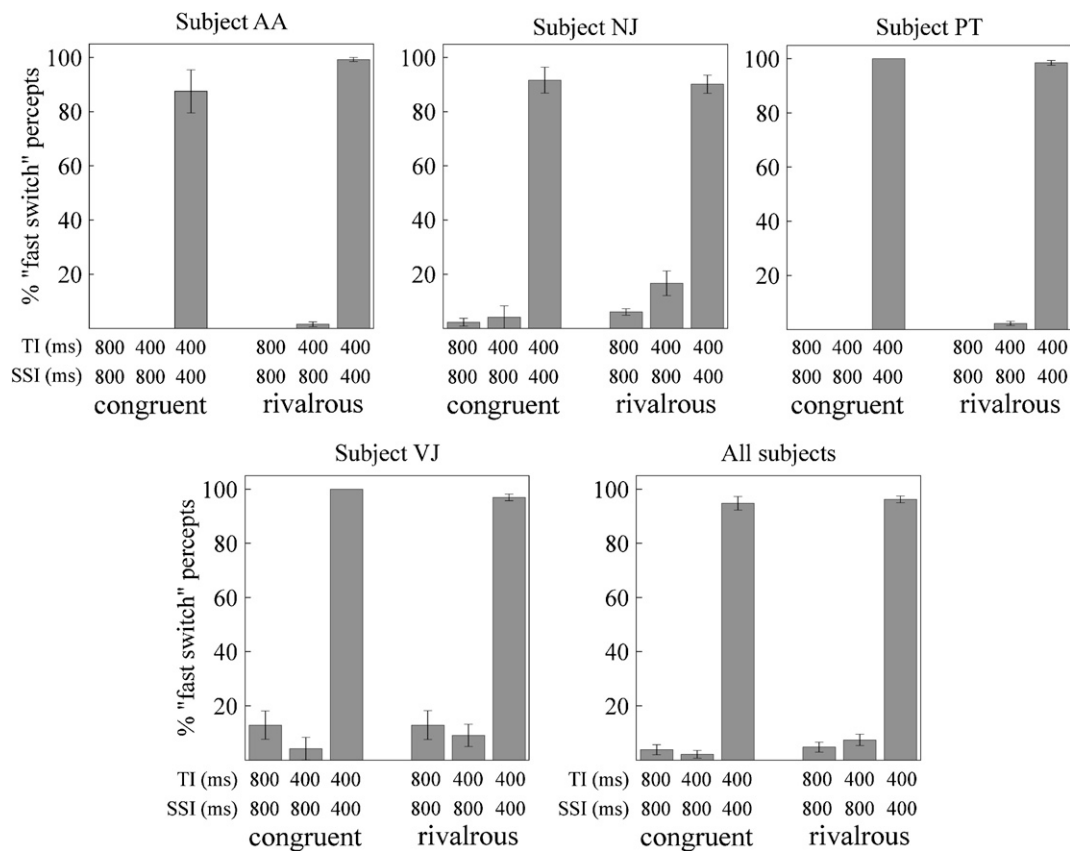 Subject AA
Subject NJ
Subject PT
% "fast switch" percepts
100
80
60
40
20
100
80
60
40
20
100
80
60
40
20
TI (ms) 800 400 400 800 400 400 800 400 400 800 400 400 800 400 400 800 400 400
SSI (ms) 800 800 400 800 800 400 800 800 400 800 800 400 800 800 400 800 800 400
congruent rivalrous congruent rivalrous congruent rivalrous
Subject VJ
All subjects
% "fast switch" percepts
100
80
60
40
20
100
80
60
40
20
TI (ms) 800 400 400 800 400 400 TI (ms) 800 400 400 800 400 400
SSI (ms) 800 800 400 800 800 400 SSI (ms) 800 800 400 800 800 400
congruent rivalrous congruent rivalrous